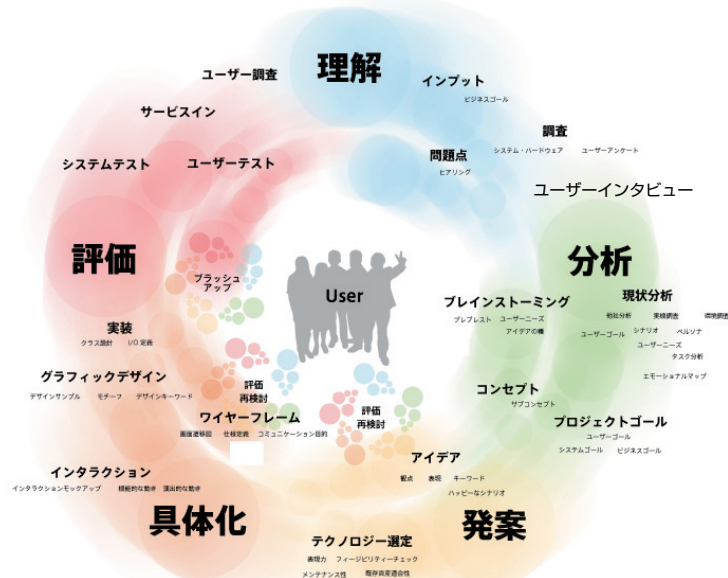 理解
ユーザー調査
インプット
ビジネスゴール
サービスイン
調査
システム・ハードウェア ユーザーアンケート
システムテスト
ユーザーテスト
問題点
ヒアリング
ユーザーインタビュー
評価
分析
ブラッシュ
アップ
User
ブレインストーミング
ブレブレスト ユーザーニーズ
アイデアの種
現状分析
他社分析 実機調査 環境調査
ユーザーゴール シナリオ ペルソナ
ユーザーニーズ
タスク分析
エモーショナルマップ
実装
クラス設計 I/O 定義
グラフィックデザイン
デザインサンプル モチーフ デザインキーワード
評価
再検討
評価
再検討
コンセプト
サブコンセプト
プロジェクトゴール
ユーザーゴール
システムゴール ビジネスゴール
ワイヤーフレーム
画面遷移図 仕様定義 コミュニケーション目的
アイデア
観点 表現 キーワード
ハッピーなシナリオ
インタラクション
インタラクションモックアップ 機能的な動き 演出的な動き
具体化
発案
テクノロジー選定
表現力 フィージビリティーチェック
メンテナンス性 既存資産適合性